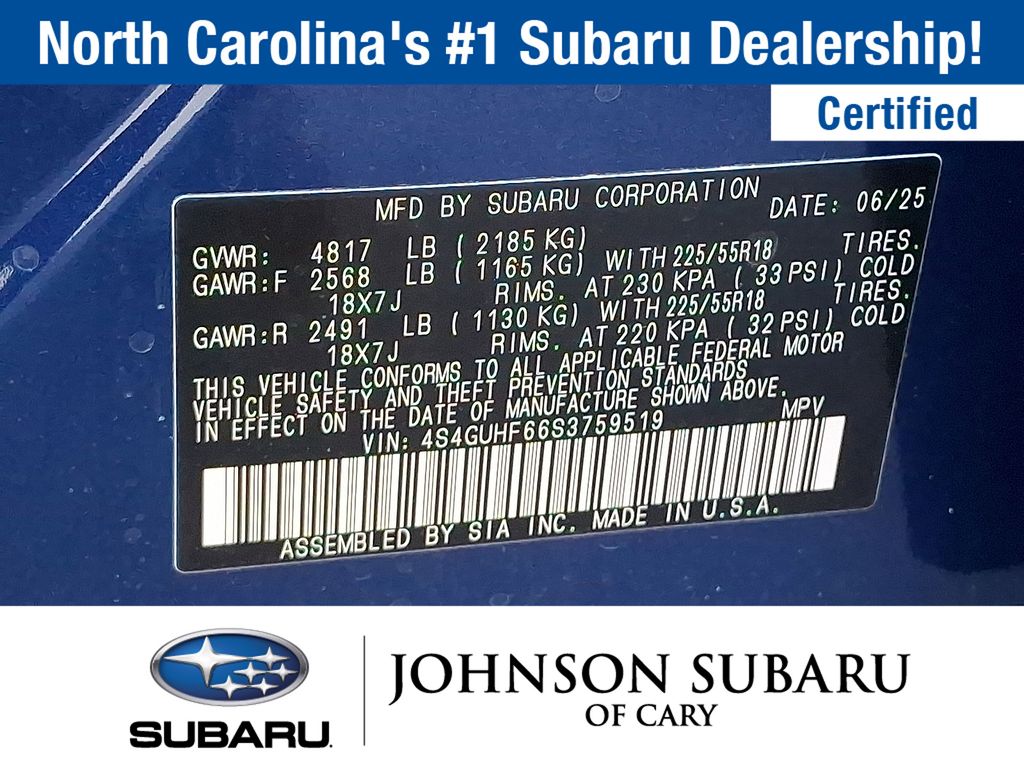 North Carolina's #1 Subaru Dealership!
Certified
MFD BY SUBARU CORPORATION DATE: 06/25
GVWR: 4817 LB ( 2185 KG)
GAWR:F 2568 LB ( 1165 KG) WITH 225/55R18 TIRES.
18X7J RIMS. AT 230 KPA ( 33 PSI) COLD
GAWR:R 2491 LB ( 1130 KG) WITH 225/55R18 TIRES.
18X7J RIMS. AT 220 KPA ( 32 PSI) COLD
THIS VEHICLE CONFORMS TO ALL APPLICABLE FEDERAL MOTOR
VEHICLE SAFETY AND THEFT PREVENTION STANDARDS
IN EFFECT ON THE DATE OF MANUFACTURE SHOWN ABOVE.
VIN: 4S4GUHF66S3759519 MPV
ASSEMBLED BY SIA INC. MADE IN U.S.A.
SUBARU.
JOHNSON SUBARU
OF CARY